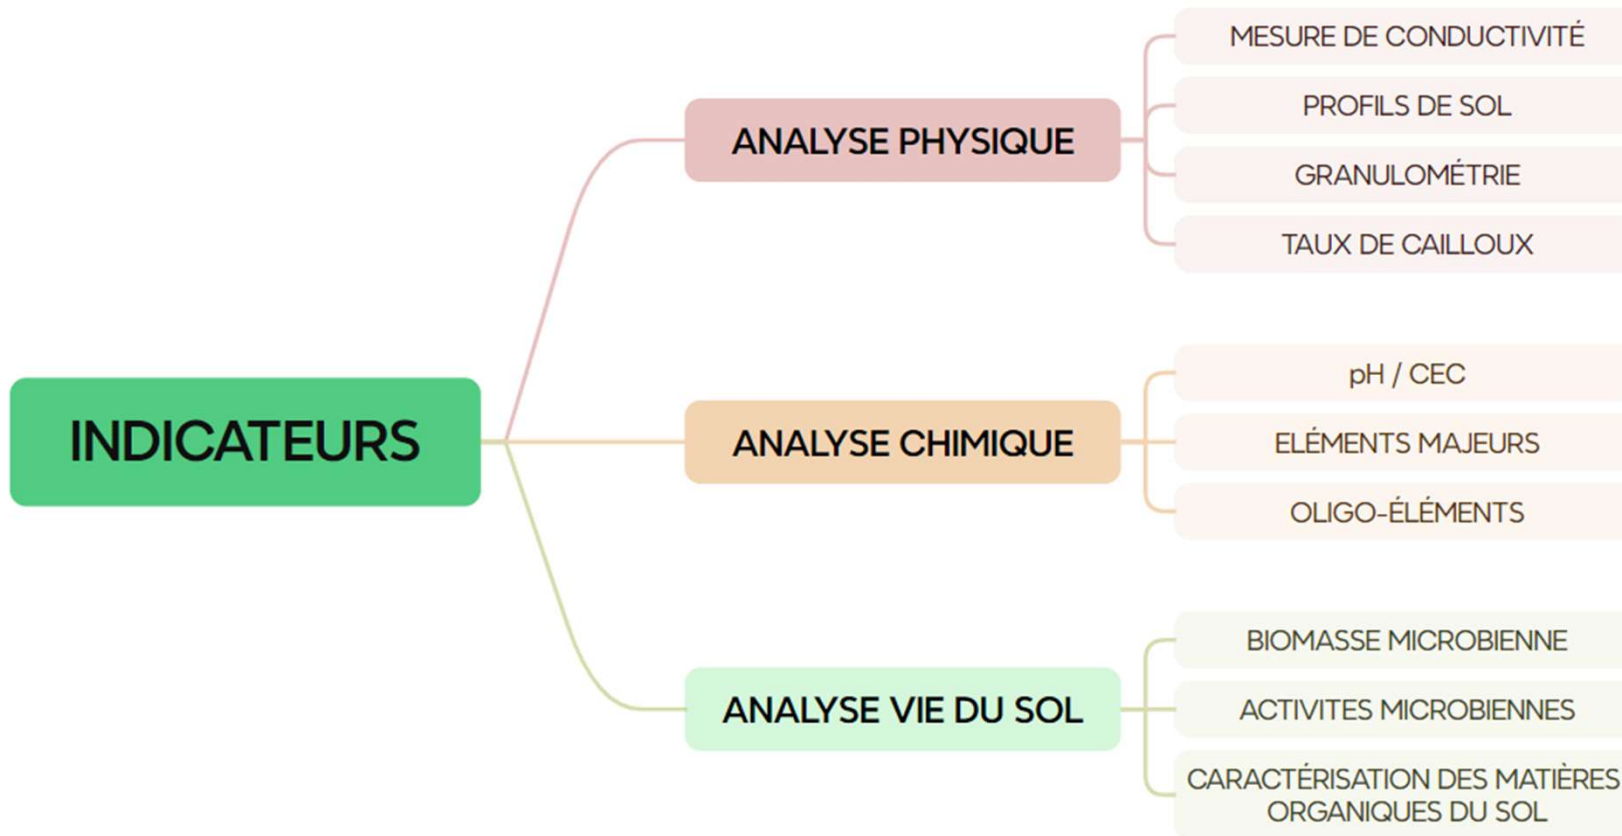 INDICATEURS
ANALYSE PHYSIQUE
MESURE DE CONDUCTIVITÉ
PROFILS DE SOL
GRANULOMÉTRIE
TAUX DE CAILLOUX
ANALYSE CHIMIQUE
pH / CEC
ELÉMENTS MAJEURS
OLIGO-ÉLÉMENTS
ANALYSE VIE DU SOL
BIOMASSE MICROBIENNE
ACTIVITES MICROBIENNES
CARACTÉRISATION DES MATIÈRES
ORGANIQUES DU SOL